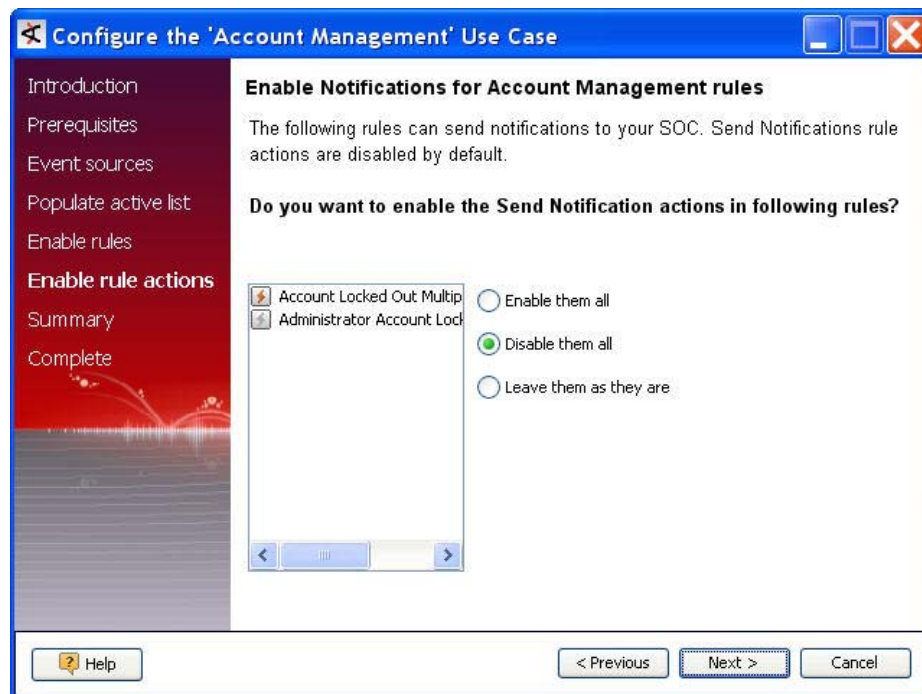 Configure the 'Account Management' Use Case
Introduction
Prerequisites
Event sources
Populate active list
Enable rules
Enable rule actions
Summary
Complete
Enable Notifications for Account Management rules
The following rules can send notifications to your SOC. Send Notifications rule
actions are disabled by default.
Do you want to enable the Send Notification actions in following rules?
Account Locked Out Multip
Administrator Account Lock
Enable them all
Disable them all
Leave them as they are
Help
< Previous
Next >
Cancel